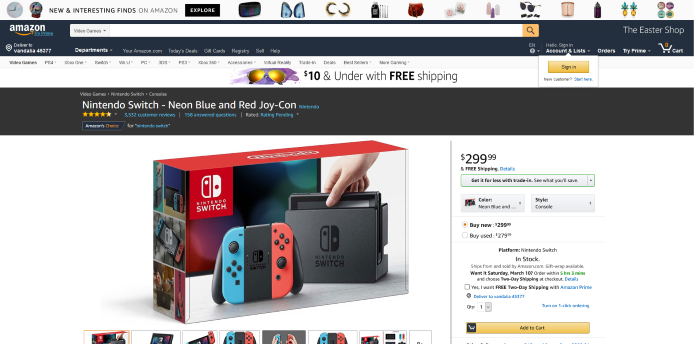 NEW & INTERESTING FINDS ON AMAZON EXPLORE
amazon
Try Prime
Video Games
The Easter Shop
Deliver to
vandalia 45377
Departments
Your Amazon.com Today's Deals Gift Cards Registry Sell Help
EN
Hello. Sign in
Account & Lists
Orders
Try Prime
0
Cart
Video Games PS4 Xbox One Switch Wii U PC 3DS PS3 Xbox 360 Accessories Virtual Reality Trade-In Deals Best Sellers More Gaming
Sign in
New customer? Start here.
$10 & Under with FREE shipping
Video Games › Nintendo Switch › Consoles
Nintendo Switch - Neon Blue and Red Joy-Con Nintendo
3,532 customer reviews | 158 answered questions | Rated: Rating Pending
Amazon's Choice for "nintendo switch"
NINTENDO
SWITCH
NINTENDO
SWITCH
$299.99
& FREE Shipping. Details
Get it for less with trade-in. See what you'll save.
Color:
Neon Blue and ...
Style:
Console
Buy new : $299.99
Buy used : $279.99
Platform: Nintendo Switch
In Stock.
Ships from and sold by Amazon.com. Gift-wrap available.
Want it Saturday, March 10? Order within 5 hrs 3 mins
and choose Two-Day Shipping at checkout. Details
Yes, I want FREE Two-Day Shipping with Amazon Prime
Deliver to vandalia 45377
Qty: 1
Turn on 1-click ordering
Add to Cart